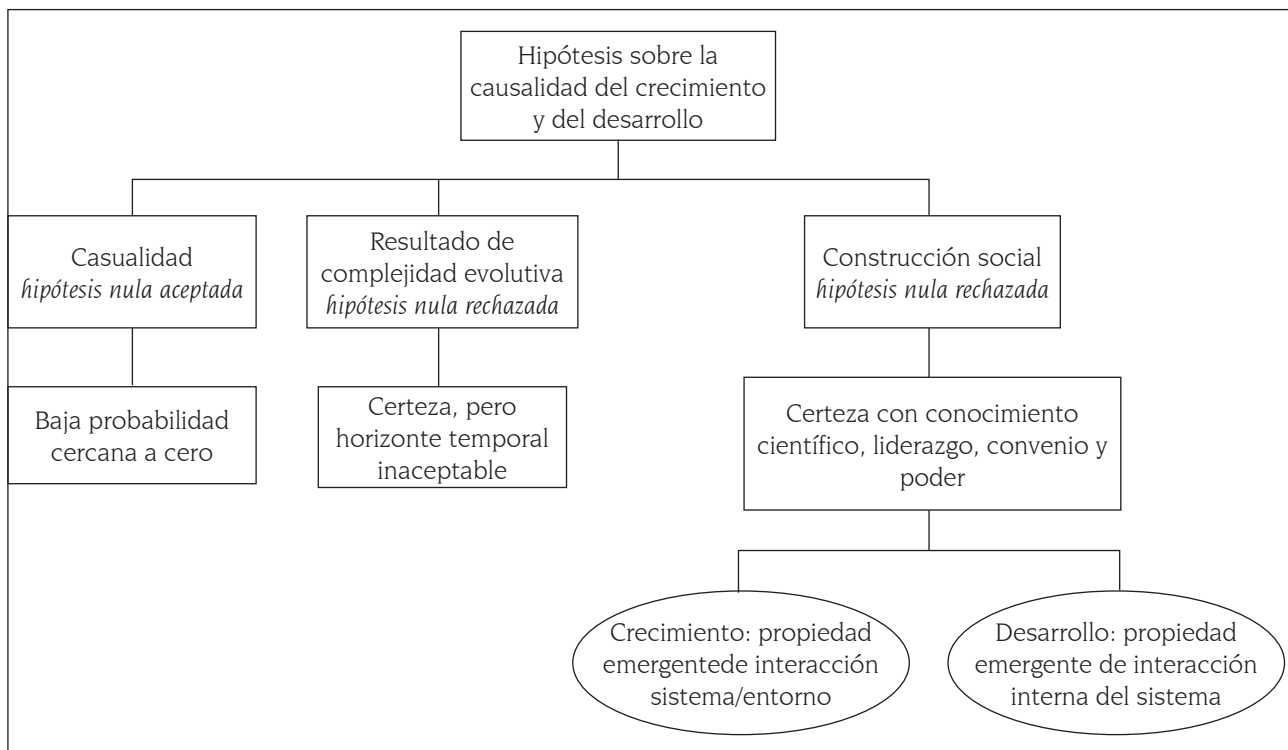 Hipótesis sobre la
causalidad del crecimiento
y del desarrollo
Casualidad
hipótesis nula aceptada
Resultado de
complejidad evolutiva
hipótesis nula rechazada
Construcción social
hipótesis nula rechazada
Baja probabilidad
cercana a cero
Certeza, pero
horizonte temporal
inaceptable
Certeza con conocimiento
científico, liderazgo, convenio y
poder
Crecimiento: propiedad
emergentede interacción
sistema/entorno
Desarrollo: propiedad
emergente de interacción
interna del sistema